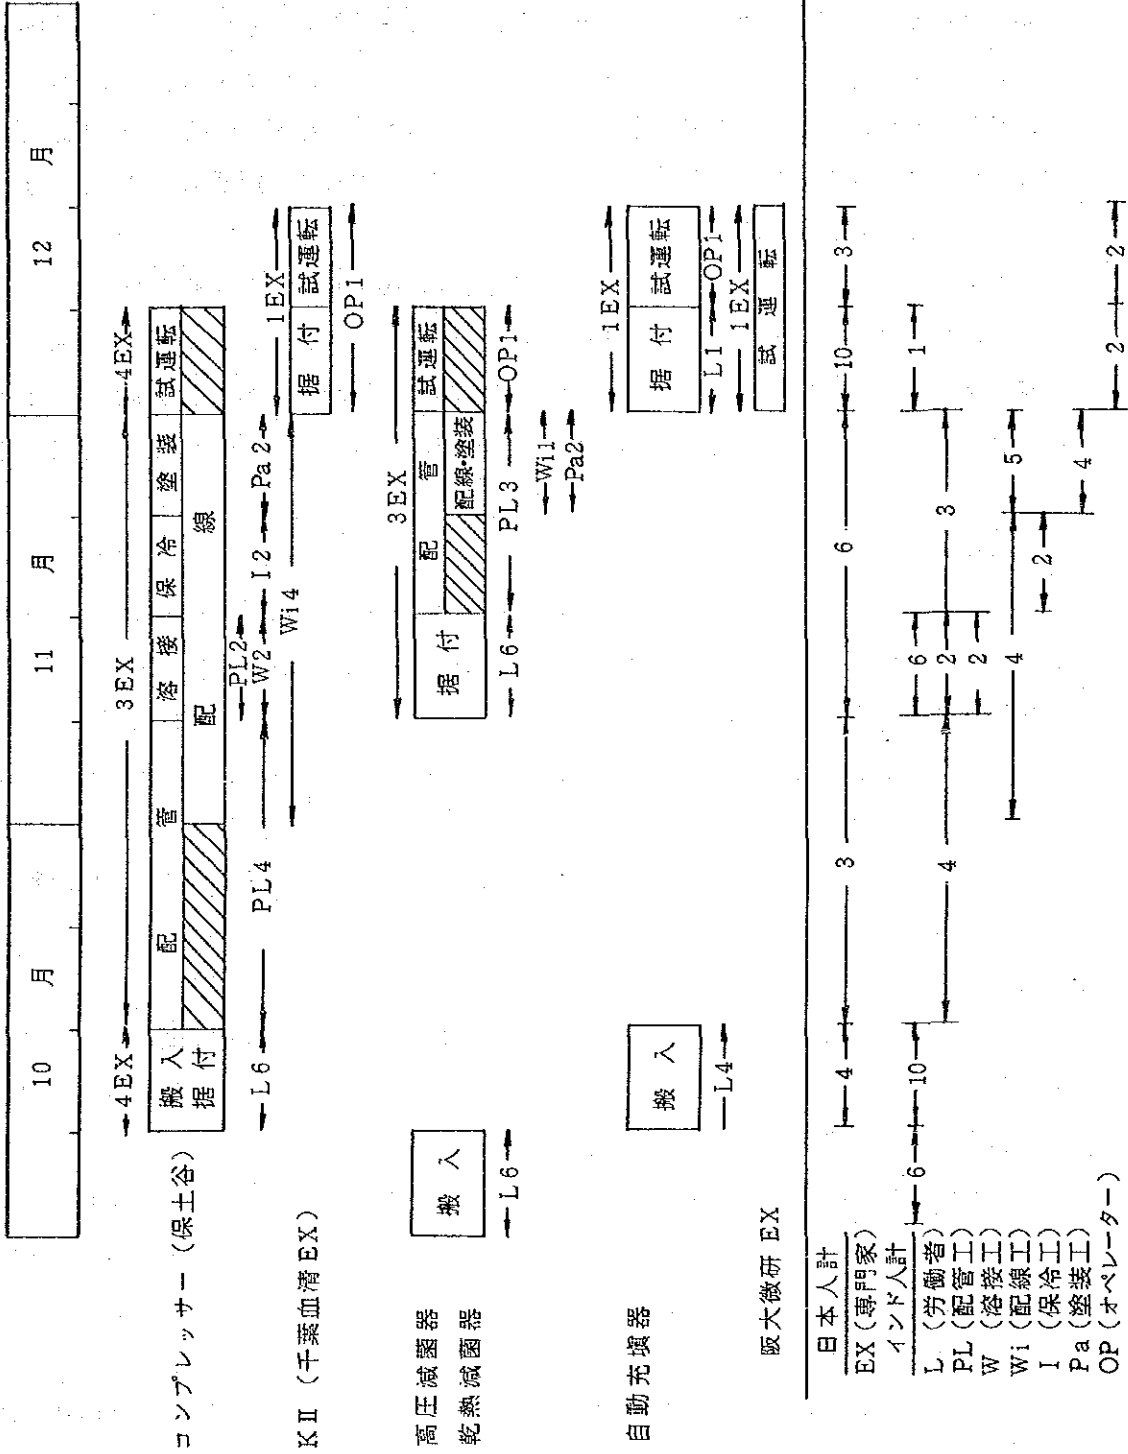 10 月
11 月
12 月
コンプレッサー (保土谷)
4EX
3EX
4EX
搬入
据付
配管
溶接
保冷
塗装
試運転
配線
L6
PL4
PL2
W2
I2
Pa2
Wi4
KⅡ (千葉血清EX)
1EX
据付
試運転
OP1
高圧滅菌器
乾熱滅菌器
搬入
L6
3EX
据付
配管
試運転
配線・塗装
L6
PL3
OP1
Wi1
Pa2
自動充填器
搬入
L4
1EX
据付
試運転
L1
OP1
阪大微研 EX
1EX
試運転
日本人計
EX (専門家)
4
3
6
10
3
インド人計
L (労働者)
6
10
6
1
PL (配管工)
4
2
3
W (溶接工)
2
Wi (配線工)
4
5
I (保冷工)
2
Pa (塗装工)
4
OP (オペレーター)
2
2